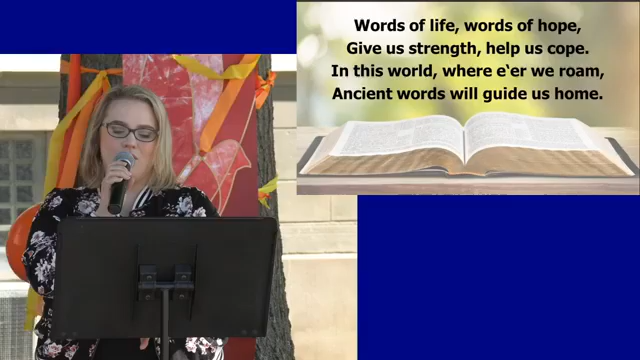 Words of life, words of hope,
Give us strength, help us cope.
In this world, where e'er we roam,
Ancient words will guide us home.